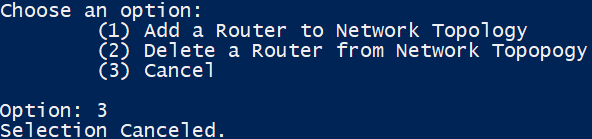 Choose an option:
(1) Add a Router to Network Topology
(2) Delete a Router from Network Topopogy
(3) Cancel
Option: 3
Selection Canceled.